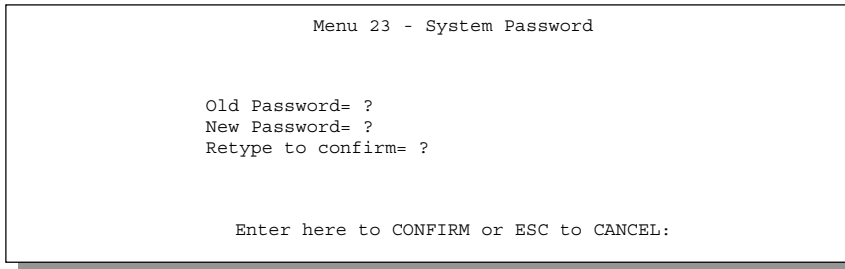 Menu 23 - System Password
Old Password= ?
New Password= ?
Retype to confirm= ?
Enter here to CONFIRM or ESC to CANCEL: